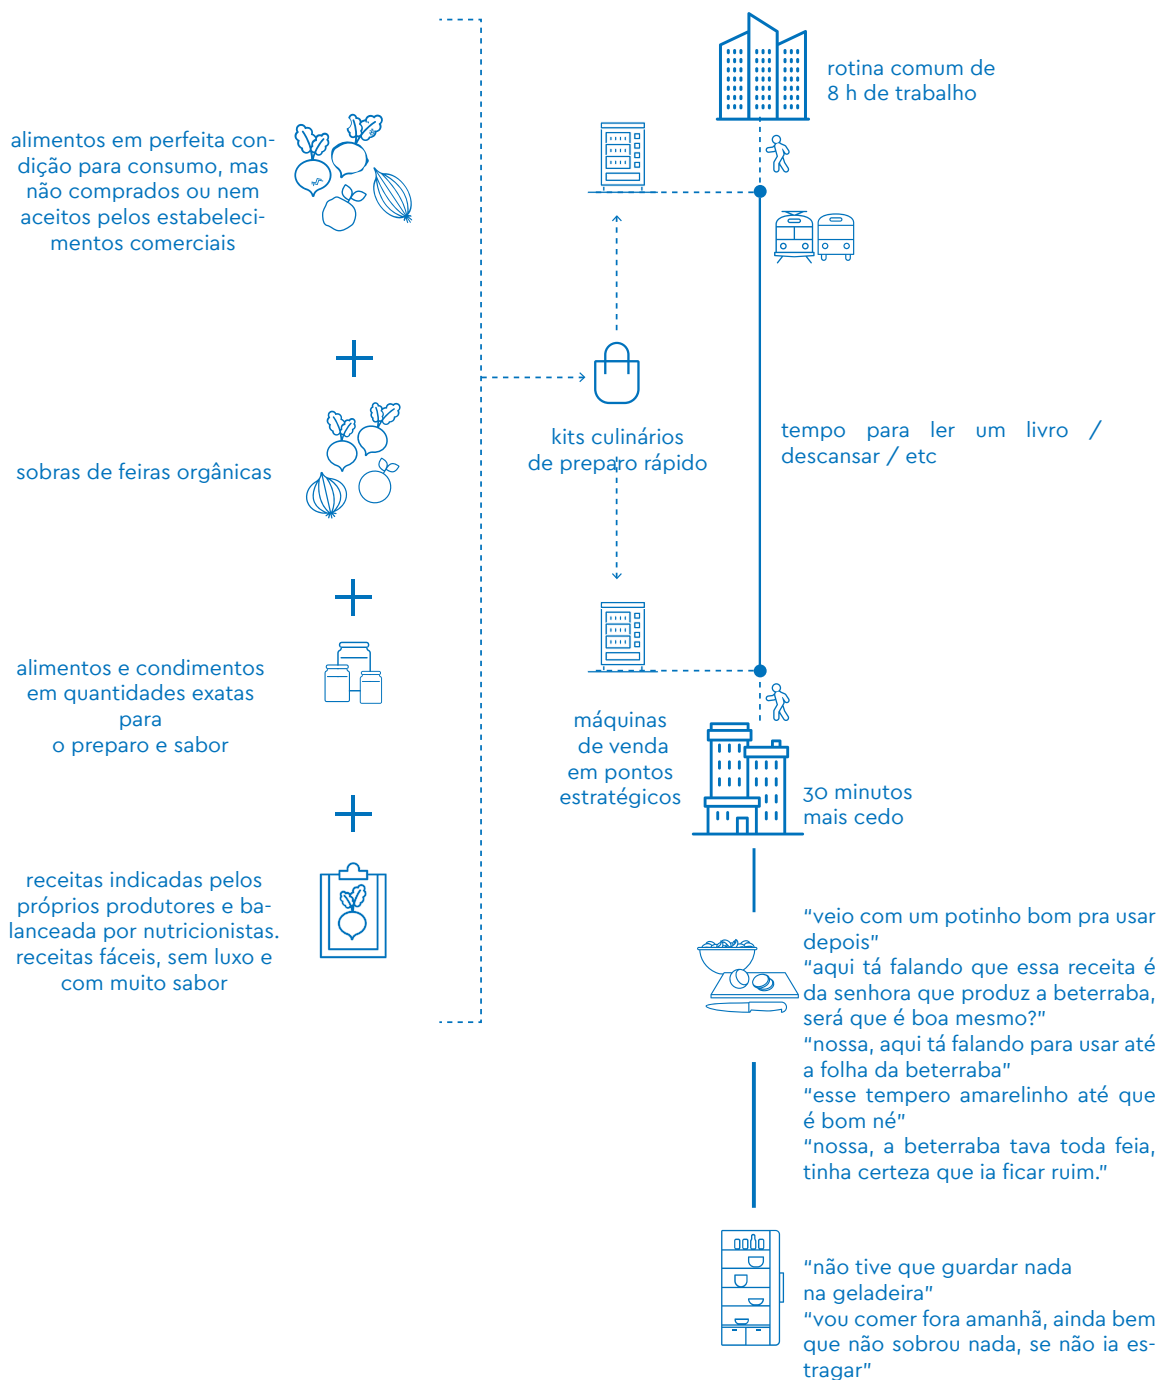 alimentos em perfeita con-
dição para consumo, mas
não comprados ou nem
aceitos pelos estabeleci-
mentos comerciais
sobras de feiras orgânicas
alimentos e condimentos
em quantidades exatas
para
o preparo e sabor
receitas indicadas pelos
próprios produtores e ba-
lanceada por nutricionistas.
receitas fáceis, sem luxo e
com muito sabor
kits culinários
de preparo rápido
máquinas
de venda
em pontos
estratégicos
rotina comum de
8 h de trabalho
tempo para ler um livro /
descansar / etc
30 minutos
mais cedo
“veio com um potinho bom pra usar
depois”
“aqui tá falando que essa receita é
da senhora que produz a beterraba,
será que é boa mesmo?”
“nossa, aqui tá falando para usar até
a folha da beterraba”
“esse tempero amarelinho até que
é bom né”
“nossa, a beterraba tava toda feia,
tinha certeza que ia ficar ruim.”
“não tive que guardar nada
na geladeira”
“vou comer fora amanhã, ainda bem
que não sobrou nada, se não ia es-
tragar”